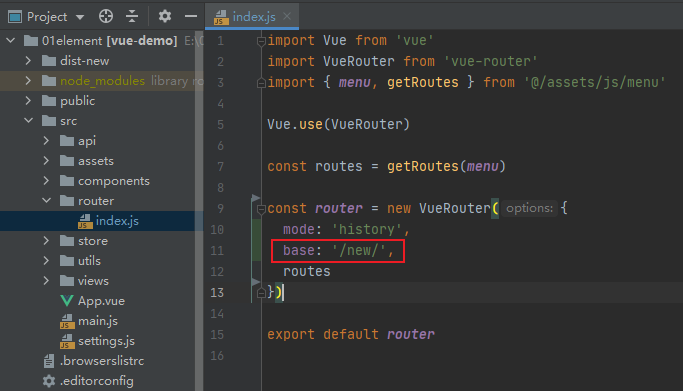 Project
01element [vue-demo] E:\
dist-new
node_modules library ro
public
src
api
assets
components
router
index.js
store
utils
views
App.vue
main.js
settings.js
.browserslistrc
.editorconfig
index.js
1 import Vue from 'vue'
2 import VueRouter from 'vue-router'
3 import { menu, getRoutes } from '@/assets/js/menu'
4
5 Vue.use(VueRouter)
6
7 const routes = getRoutes(menu)
8
9 const router = new VueRouter( options: {
10 mode: 'history',
11 base: '/new/',
12 routes
13 })
14
15 export default router
16